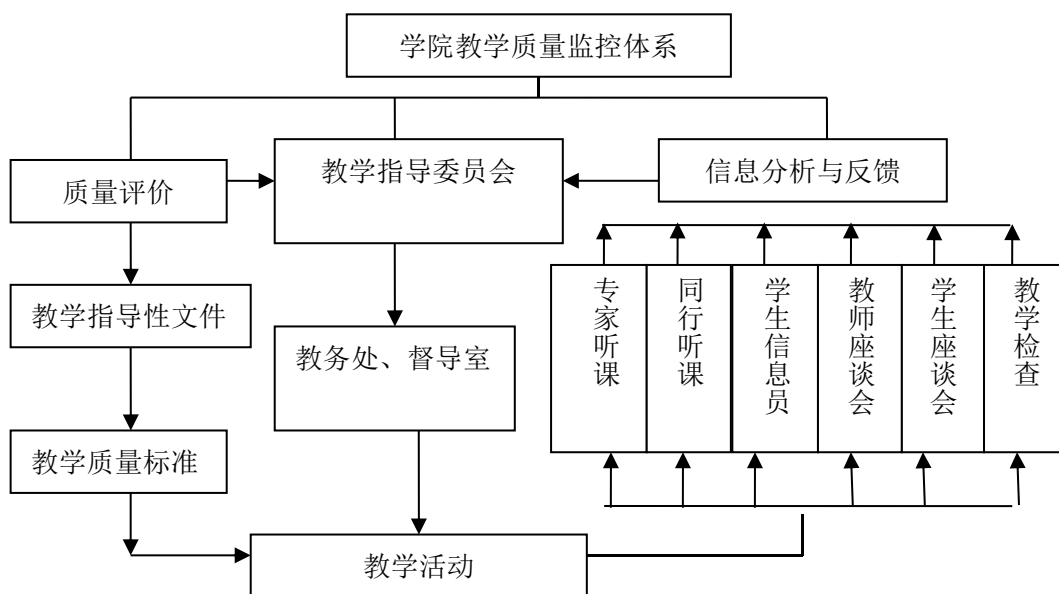 学院教学质量监控体系
质量评价
教学指导委员会
信息分析与反馈
教学指导性文件
教务处、督导室
专家听课
同行听课
学生信息员
教师座谈会
学生座谈会
教学检查
教学质量标准
教学活动